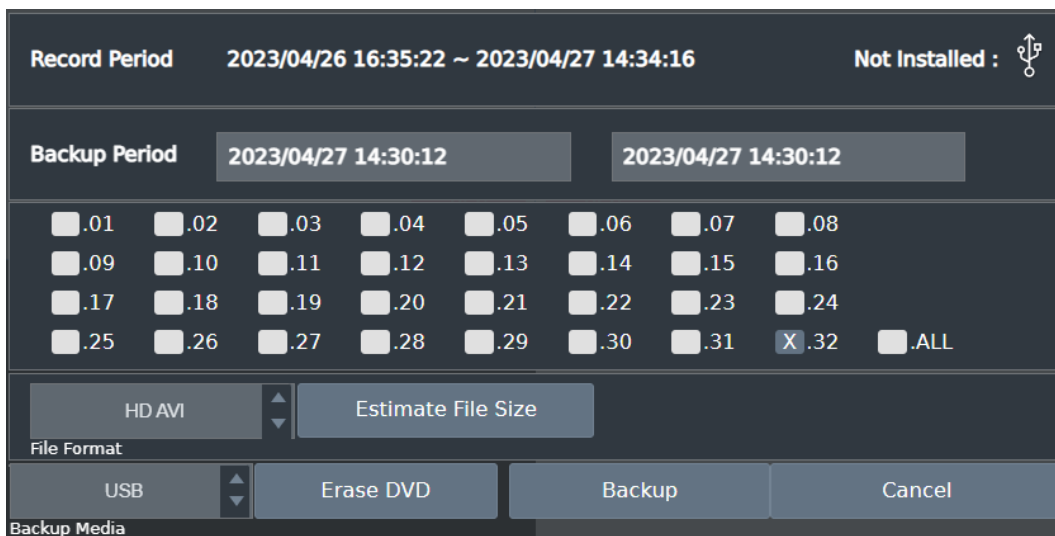 Record Period 2023/04/26 16:35:22 ~ 2023/04/27 14:34:16 Not Installed :
Backup Period 2023/04/27 14:30:12 2023/04/27 14:30:12
.01 .02 .03 .04 .05 .06 .07 .08
.09 .10 .11 .12 .13 .14 .15 .16
.17 .18 .19 .20 .21 .22 .23 .24
.25 .26 .27 .28 .29 .30 .31 X .32 .ALL
HD AVI Estimate File Size
File Format
USB Erase DVD Backup Cancel
Backup Media